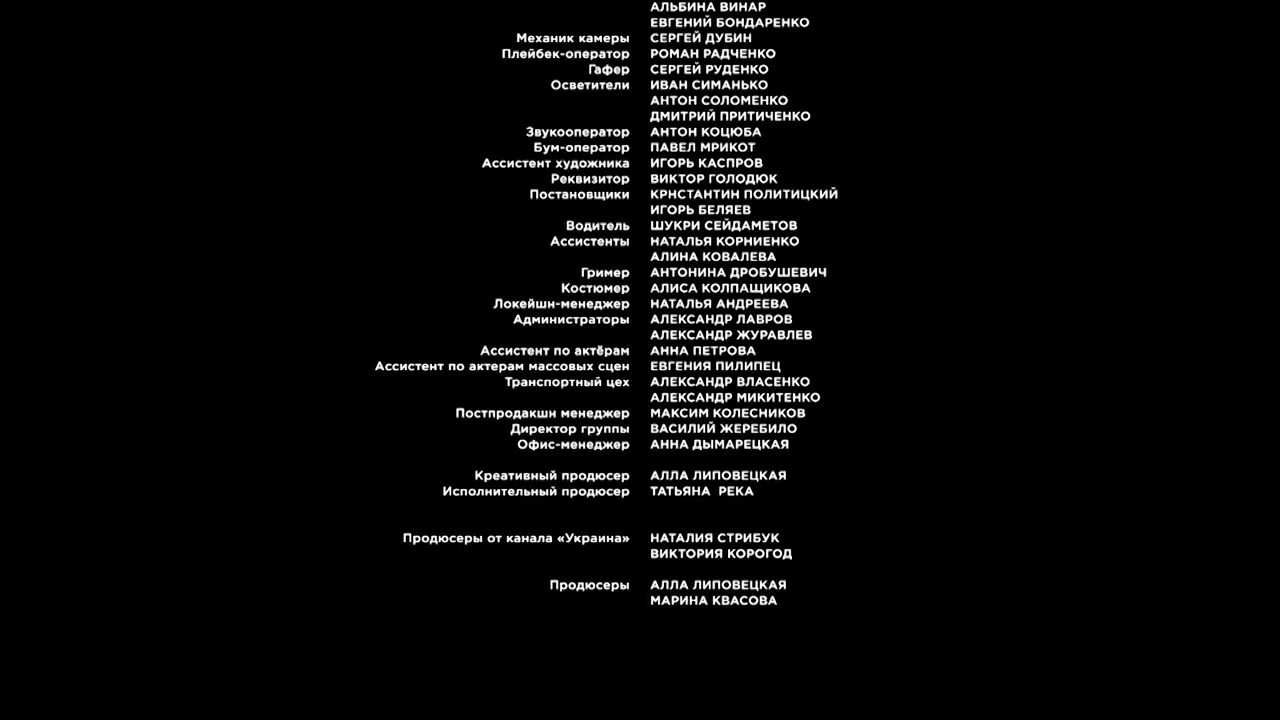 АЛЬБИНА ВИНАР
ЕВГЕНИЙ БОНДАРЕНКО
Механик камеры СЕРГЕЙ ДУБИН
Плейбек-оператор РОМАН РАДЧЕНКО
Гафер СЕРГЕЙ РУДЕНКО
Осветители ИВАН СИМАНЬКО
АНТОН СОЛОМЕНКО
ДМИТРИЙ ПРИТИЧЕНКО
Звукооператор АНТОН КОЦЮБА
Бум-оператор ПАВЕЛ МРИКОТ
Ассистент художника ИГОРЬ КАСПРОВ
Реквизитор ВИКТОР ГОЛОДЮК
Постановщики КРНСТАНТИН ПОЛИТИЦКИЙ
ИГОРЬ БЕЛЯЕВ
Водитель ШУКРИ СЕЙДАМЕТОВ
Ассистенты НАТАЛЬЯ КОРНИЕНКО
АЛИНА КОВАЛЕВА
Гример АНТОНИНА ДРОБУШЕВИЧ
Костюмер АЛИСА КОЛПАЩИКОВА
Локейшн-менеджер НАТАЛЬЯ АНДРЕЕВА
Администраторы АЛЕКСАНДР ЛАВРОВ
АЛЕКСАНДР ЖУРАВЛЕВ
Ассистент по актёрам АННА ПЕТРОВА
Ассистент по актерам массовых сцен ЕВГЕНИЯ ПИЛИПЕЦ
Транспортный цех АЛЕКСАНДР ВЛАСЕНКО
АЛЕКСАНДР МИКИТЕНКО
Постпродакшн менеджер МАКСИМ КОЛЕСНИКОВ
Директор группы ВАСИЛИЙ ЖЕРЕБИЛО
Офис-менеджер АННА ДЫМАРЕЦКАЯ
Креативный продюсер АЛЛА ЛИПОВЕЦКАЯ
Исполнительный продюсер ТАТЬЯНА РЕКА
Продюсеры от канала «Украина» НАТАЛИЯ СТРИБУК
ВИКТОРИЯ КОРОГОД
Продюсеры АЛЛА ЛИПОВЕЦКАЯ
МАРИНА КВАСОВА